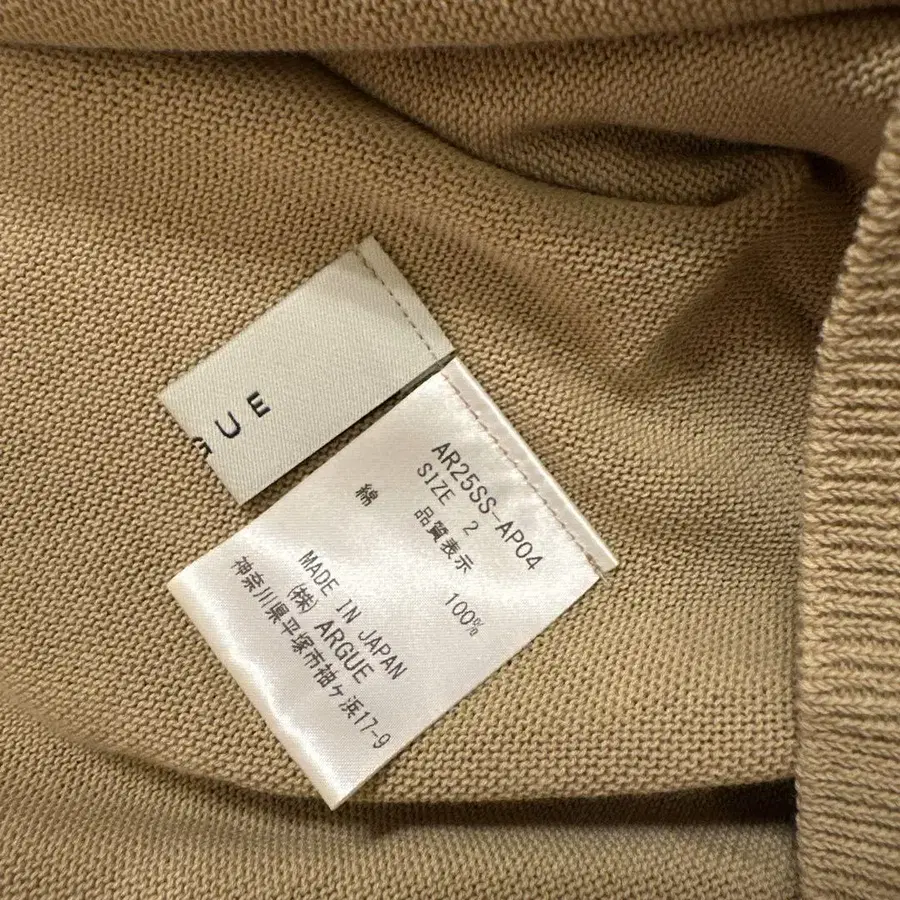 GUE
AR25SS-AP04
SIZE 2
品質表示
綿 100%
MADE IN JAPAN
(株) ARGUE
神奈川県平塚市袖ヶ浜17-9